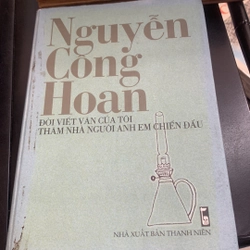 Nguyễn
Công
Hoan
ĐỜI VIẾT VĂN CỦA TÔI
THAM NHÀ NGƯỜI ANH EM CHIẾN ĐẤU
NHÀ XUẤT BẢN THANH NIÊN